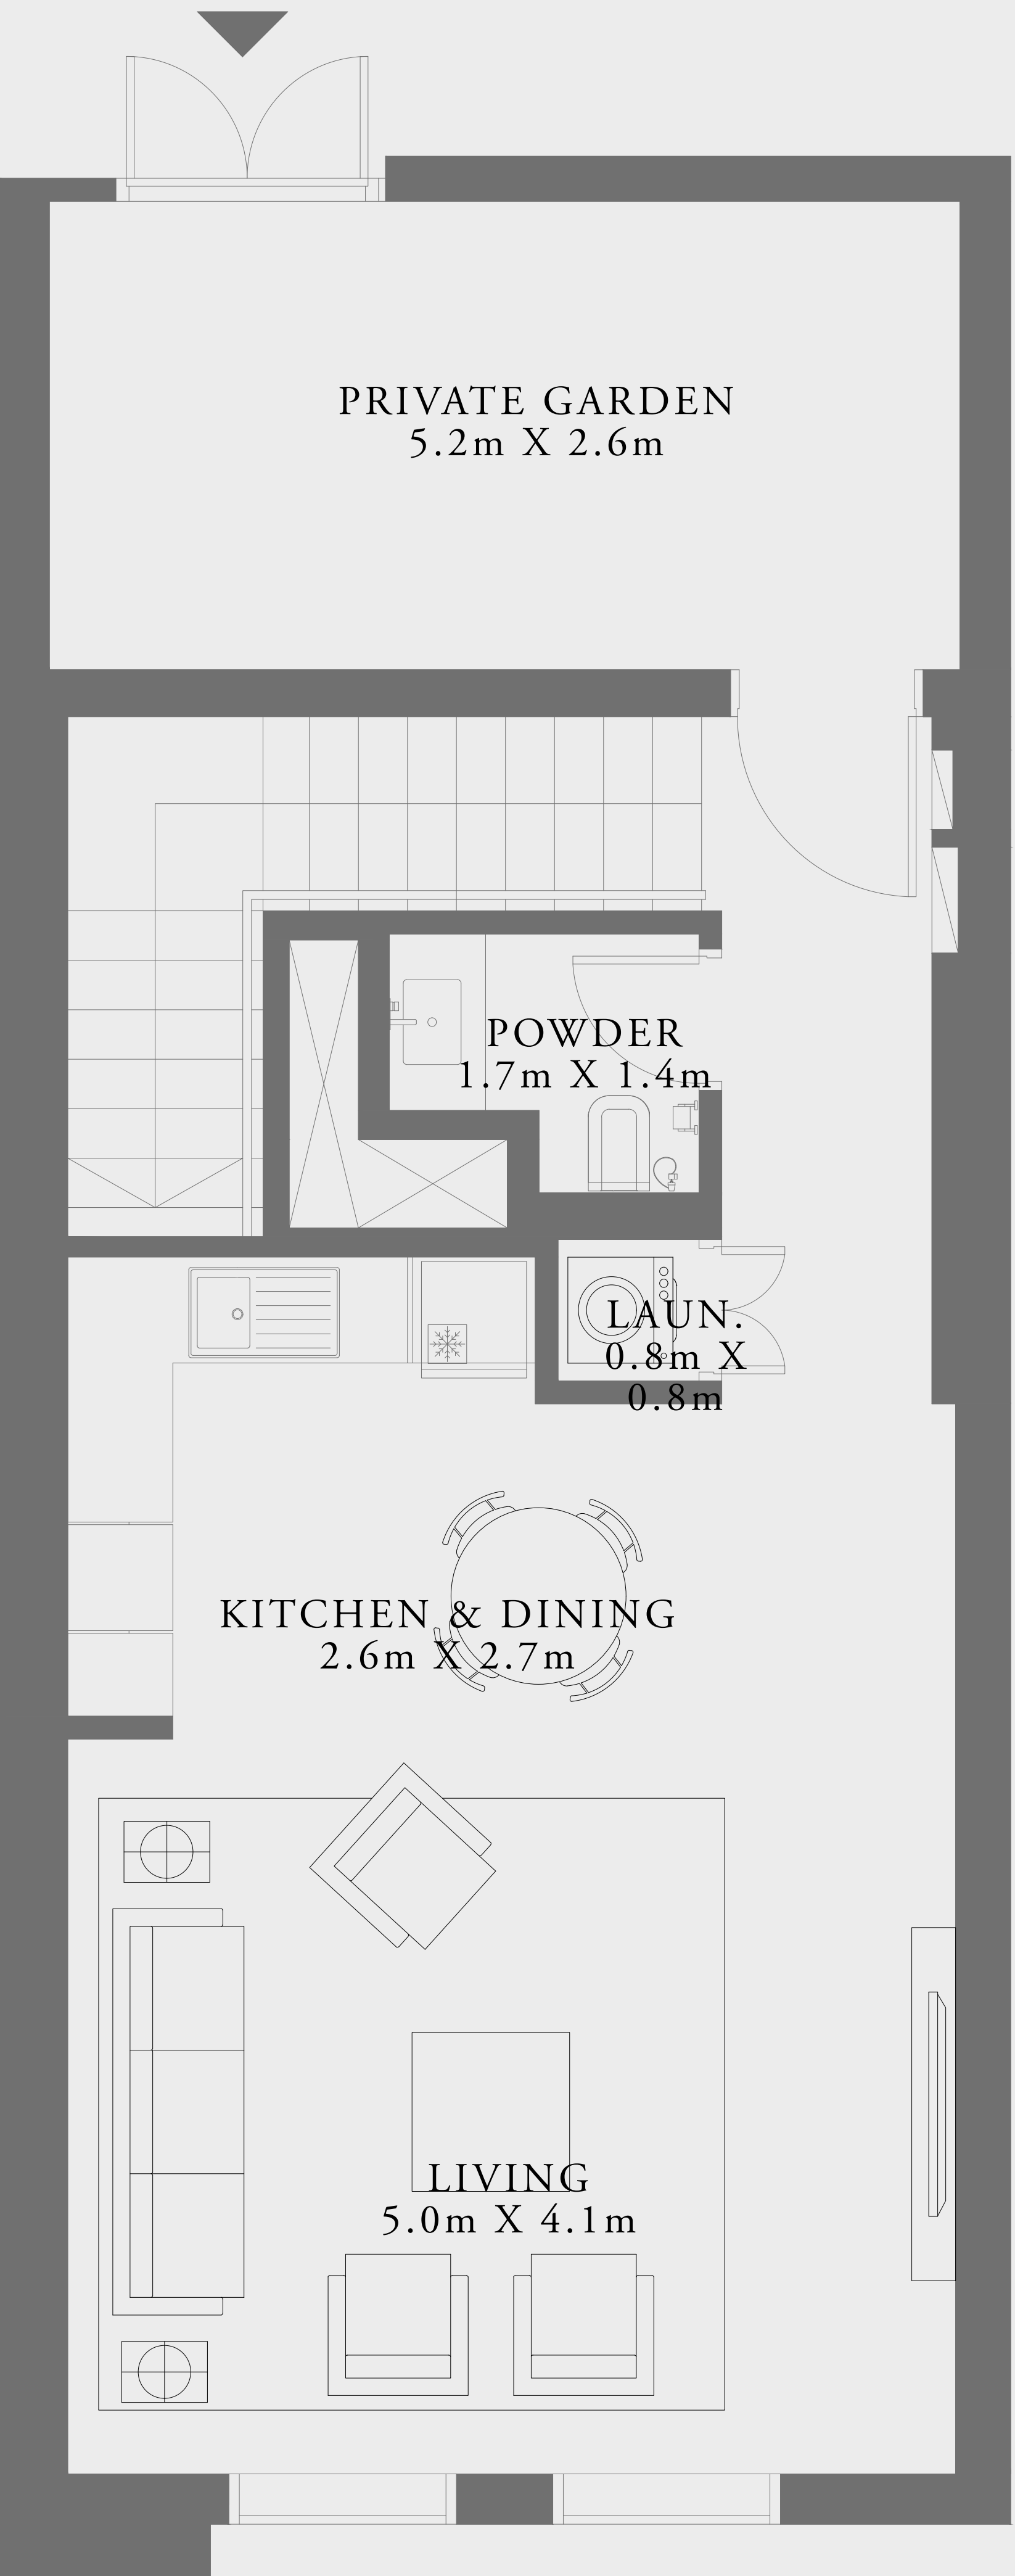 PRIVATE GARDEN
5.2m X 2.6m
POWDER
1.7m X 1.4m
LAUN.
0.8m X
0.8m
KITCHEN & DINING
2.6m X 2.7m
LIVING
5.0m X 4.1m